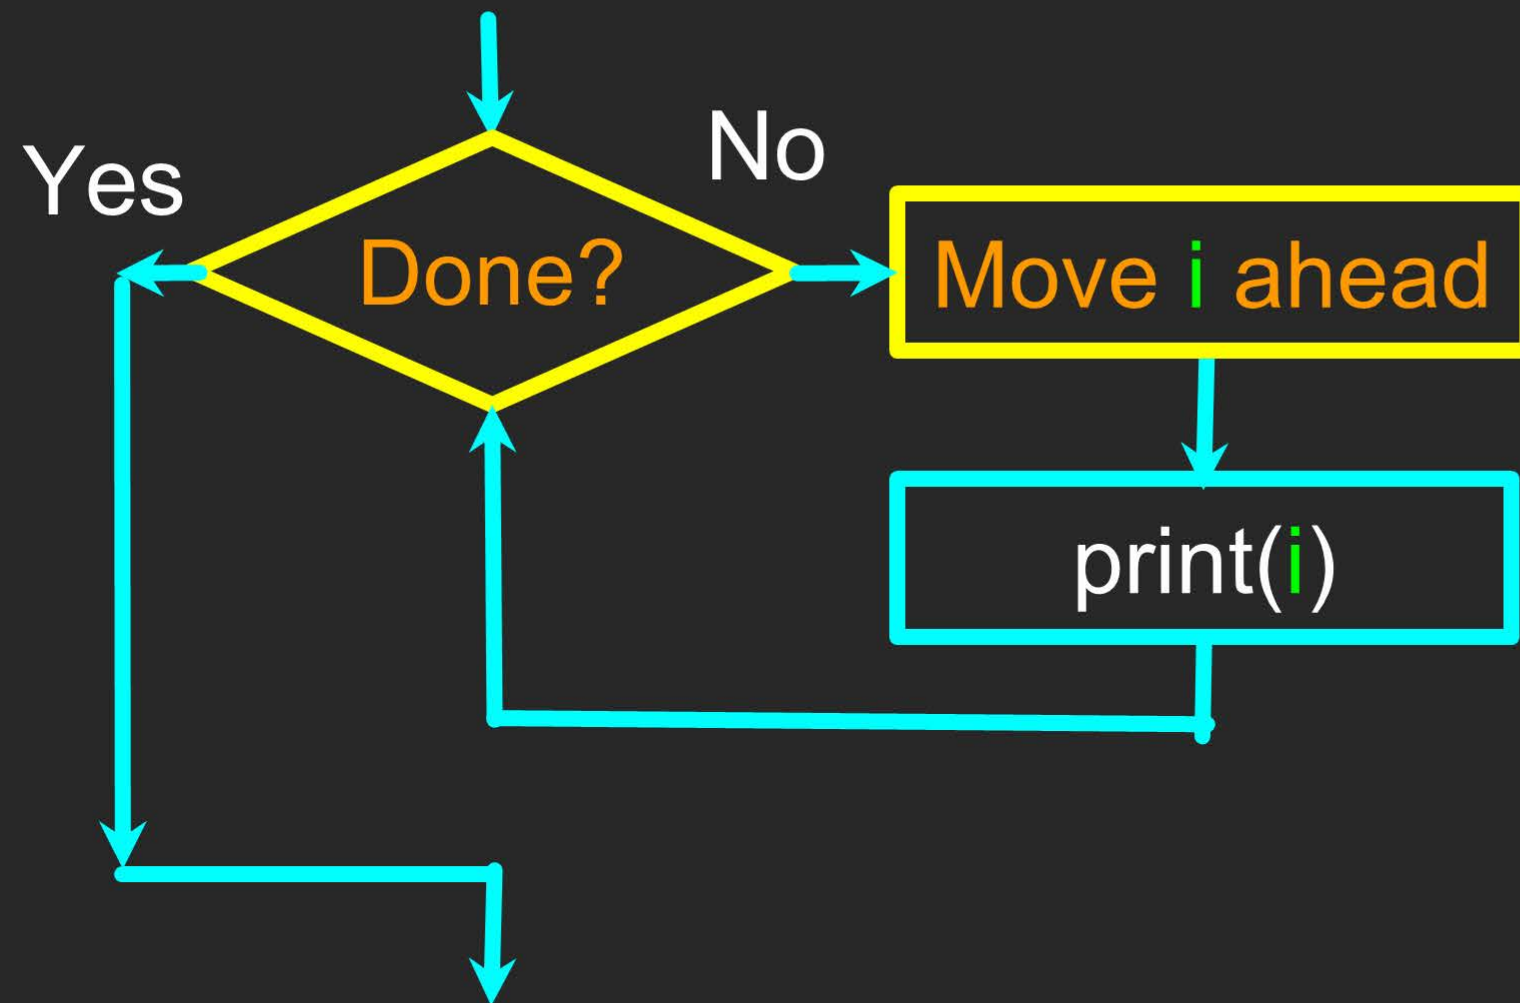 Yes
No
Done?
Move i ahead
print(i)